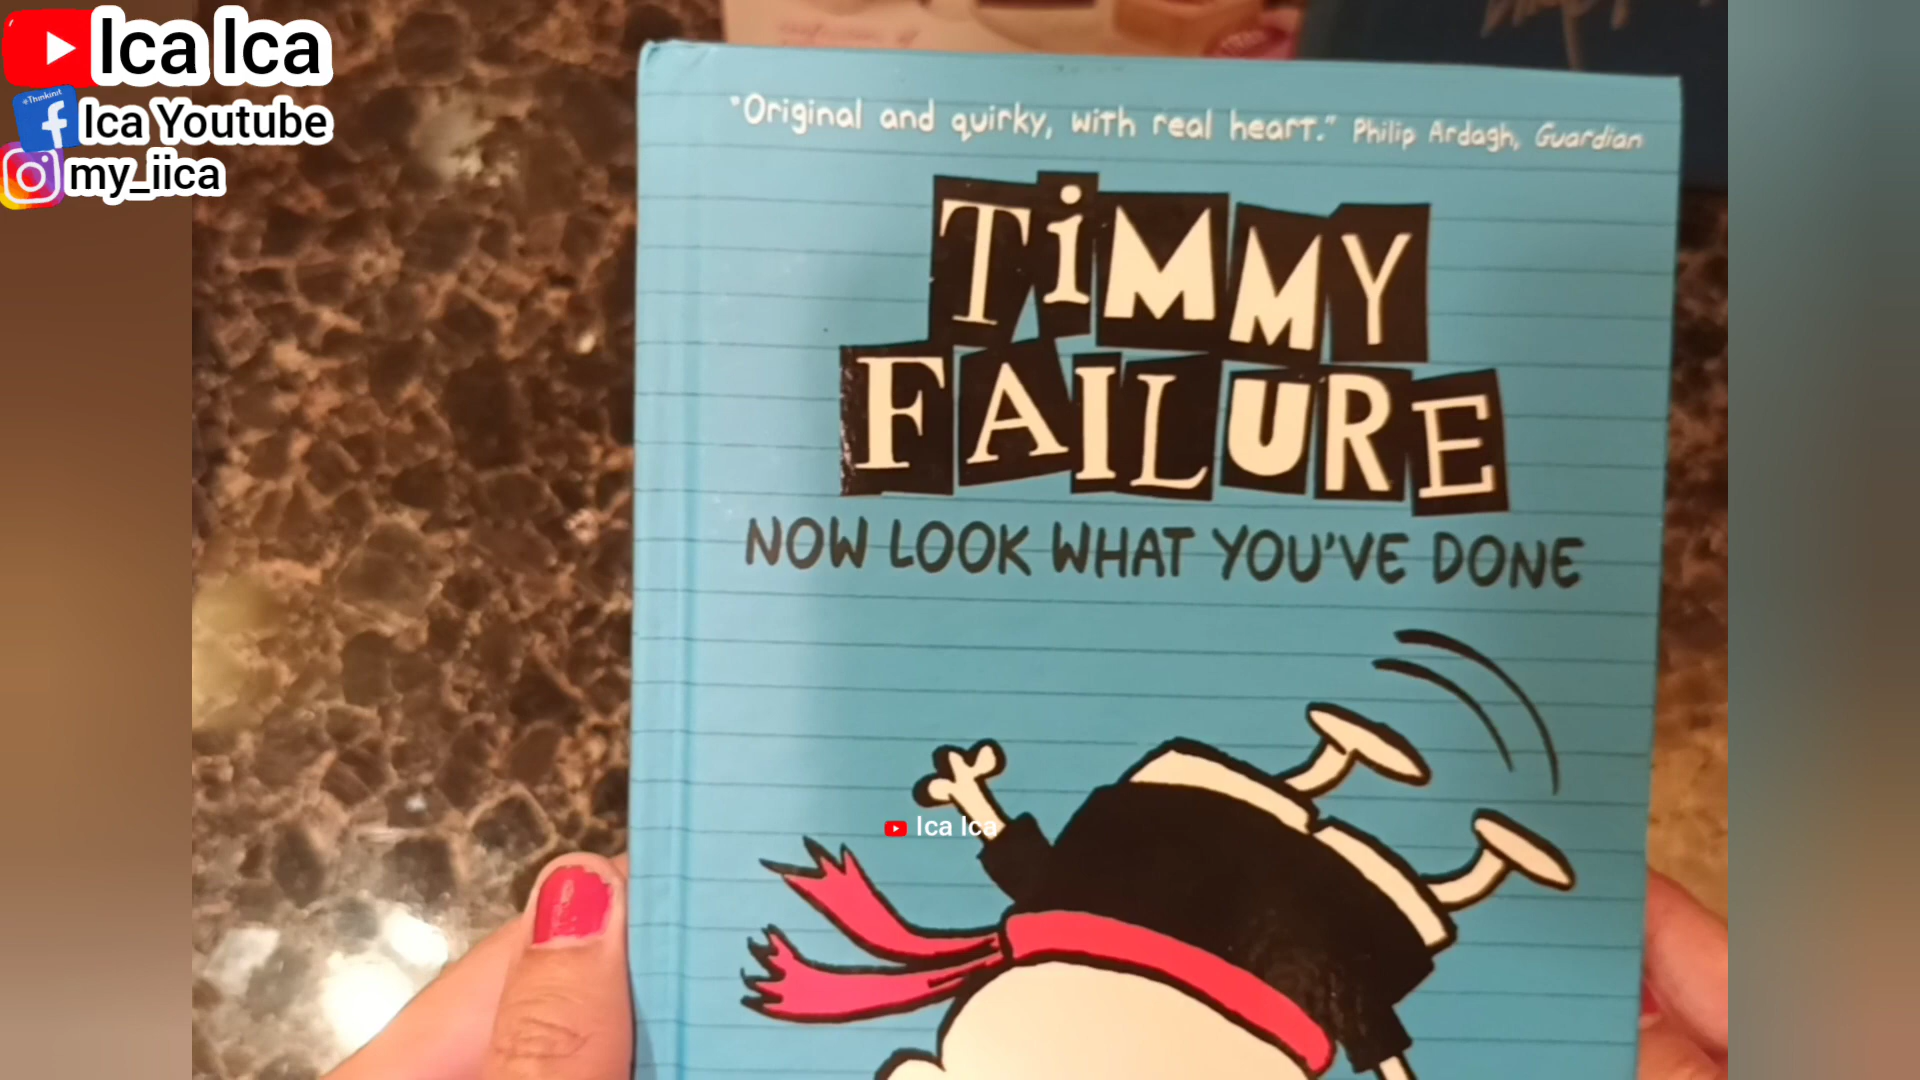 Ica Ica
Ica Youtube
my_iica
"Original and quirky, with real heart." Philip Ardagh, Guardian
TiMMY
FAILURE
NOW LOOK WHAT YOU'VE DONE
Ica Ica